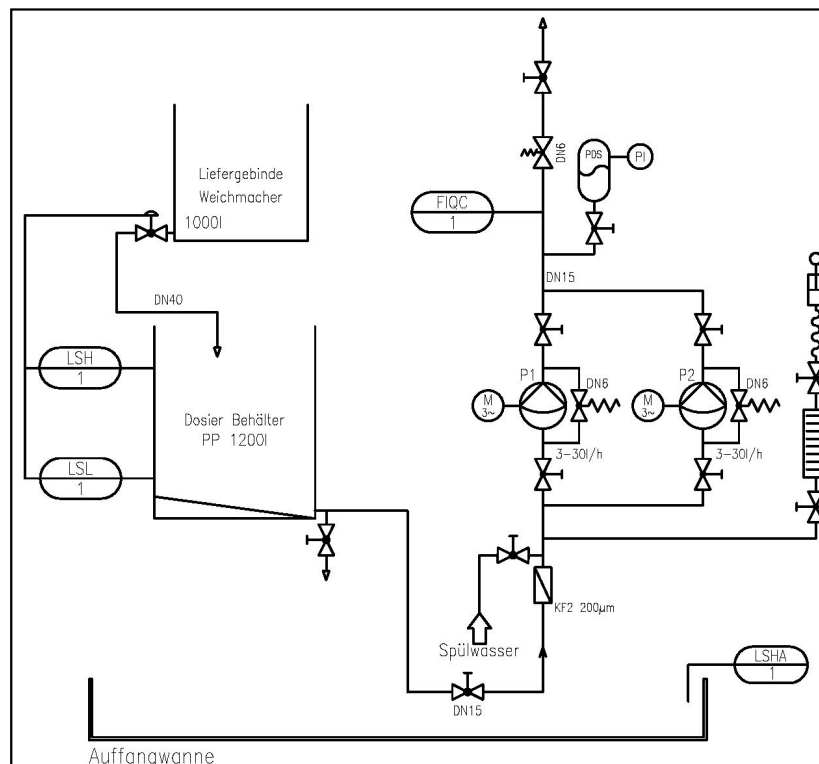 PDS
PI
DN6
Liefergebinde
Weichmacher
1000l
FIQC
1
DN15
DN40
LSH
1
P1
P2
DN6
DN6
M
3~
M
3~
Dosier Behälter
PP 1200l
3-30l/h
3-30l/h
LSL
1
KF2 200µm
Spülwasser
LSHA
1
DN15
Auffangwanne